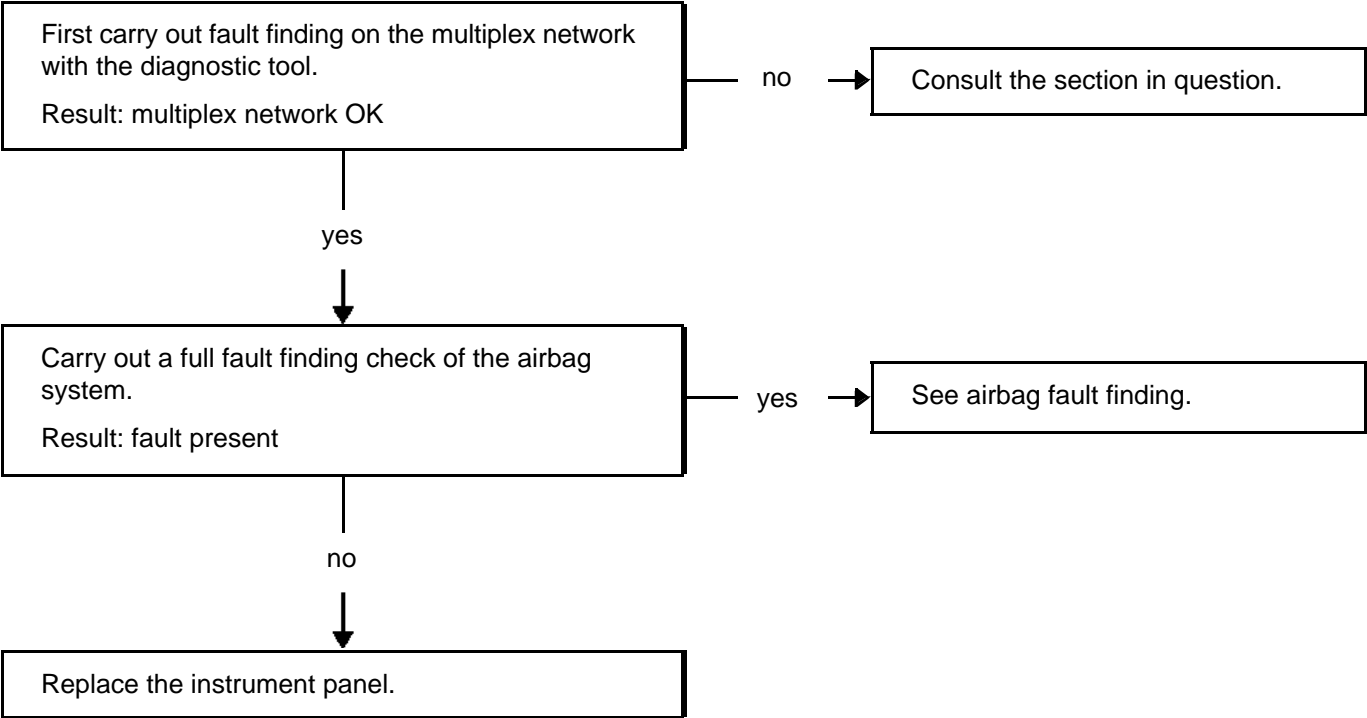 First carry out fault finding on the multiplex network
with the diagnostic tool.
Result: multiplex network OK
no
Consult the section in question.
yes
Carry out a full fault finding check of the airbag
system.
Result: fault present
yes
See airbag fault finding.
no
Replace the instrument panel.